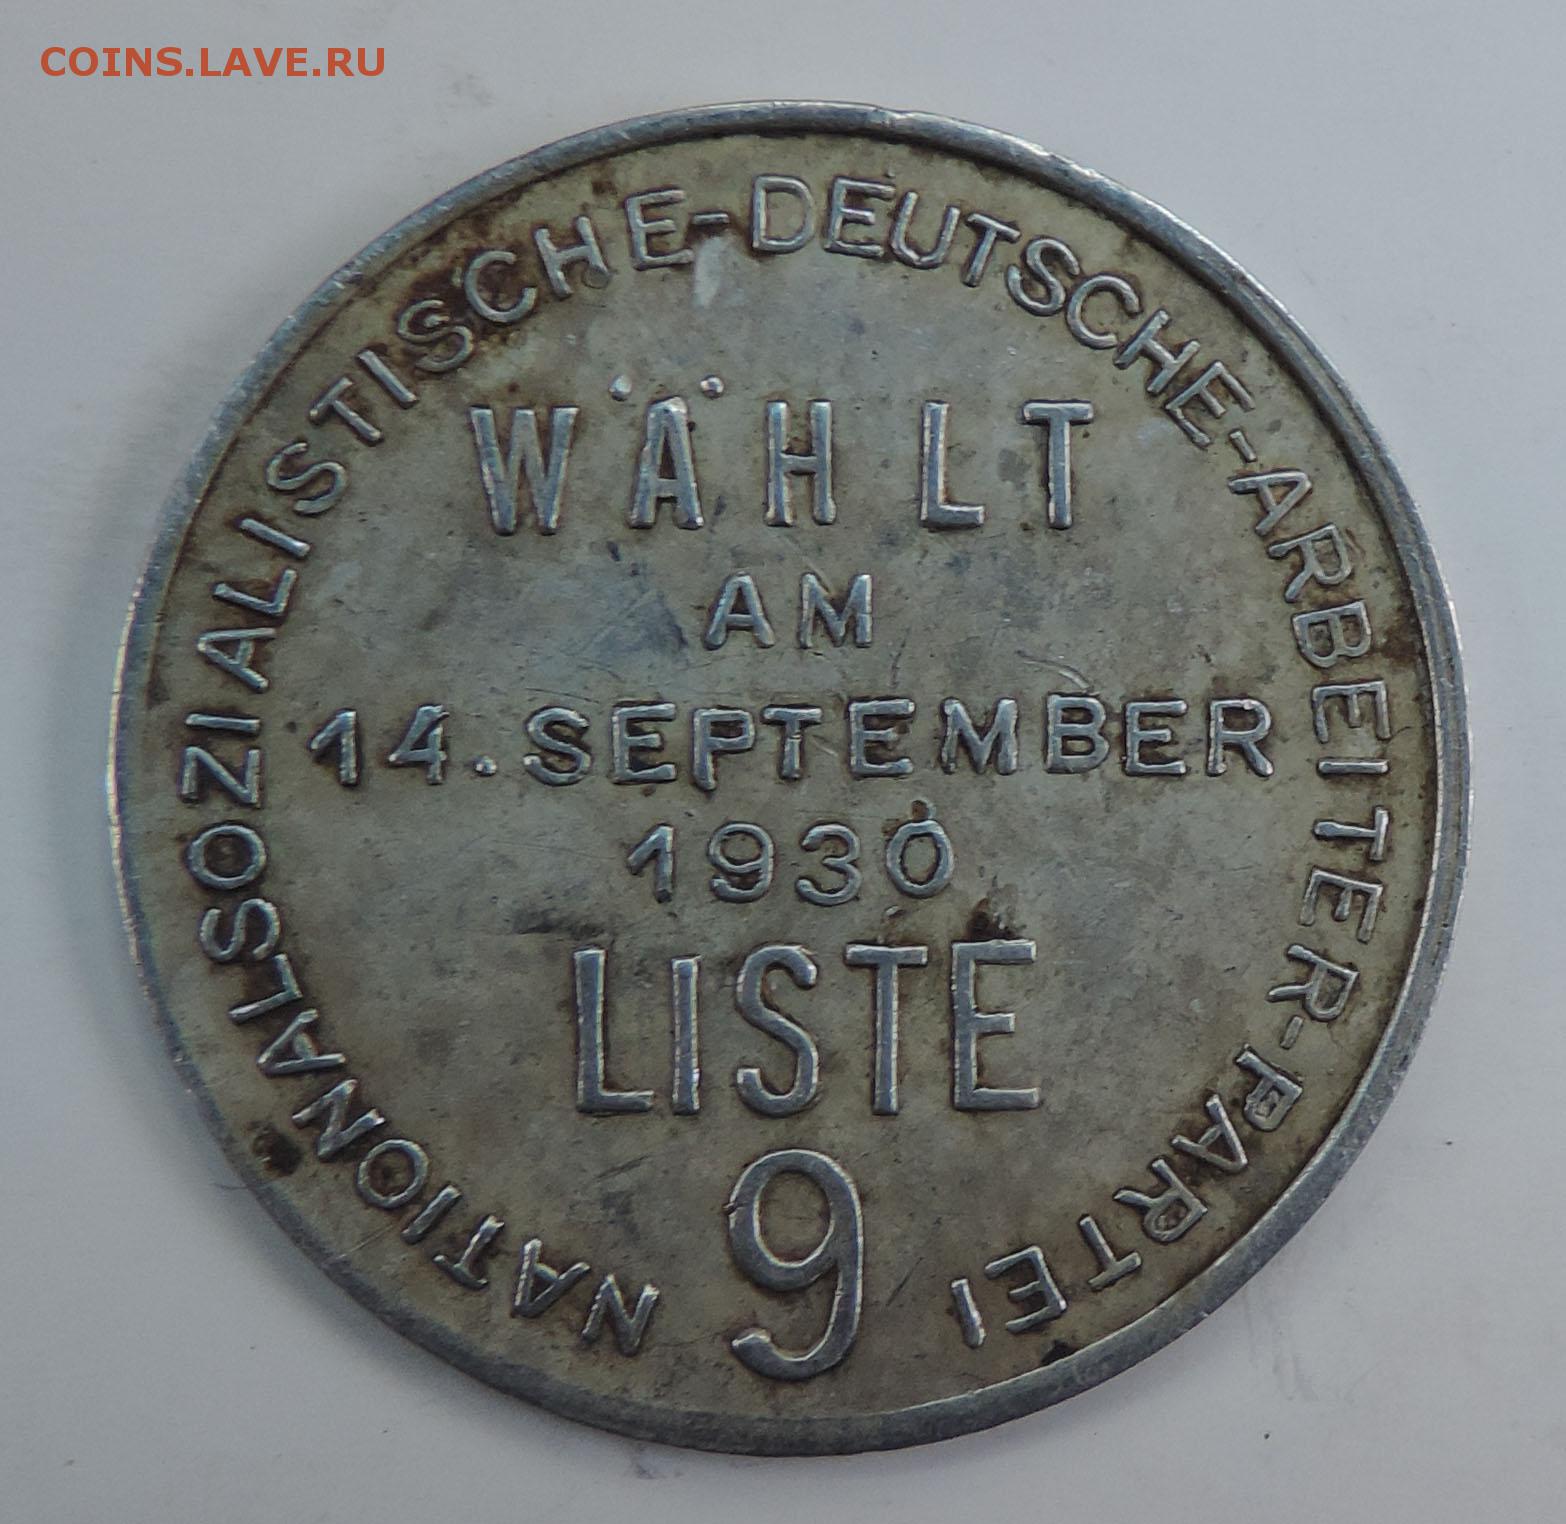 COINS.LAVE.RU
NATIONALSOZIALISTISCHE-DEUTSCHE-ARBEITER-PARTEI
WÄHLT
AM
14. SEPTEMBER
1930
LISTE
9